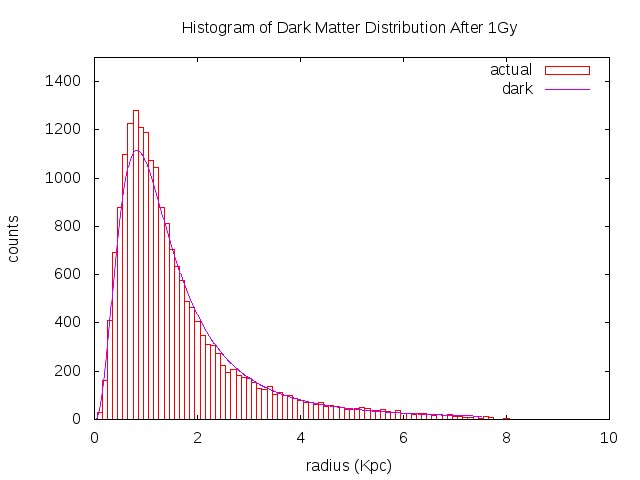 Histogram of Dark Matter Distribution After 1Gy
actual
dark
1400
1200
1000
800
600
400
200
0
counts
0 2 4 6 8 10
radius (Kpc)